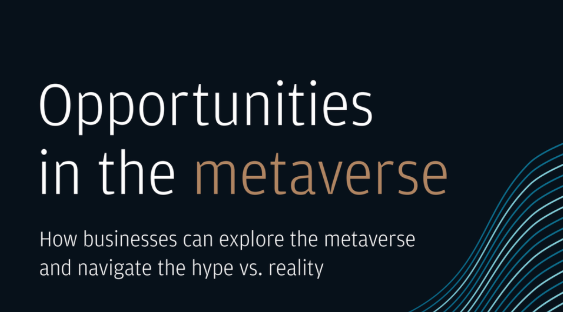 Opportunities
in the metaverse
How businesses can explore the metaverse
and navigate the hype vs. reality